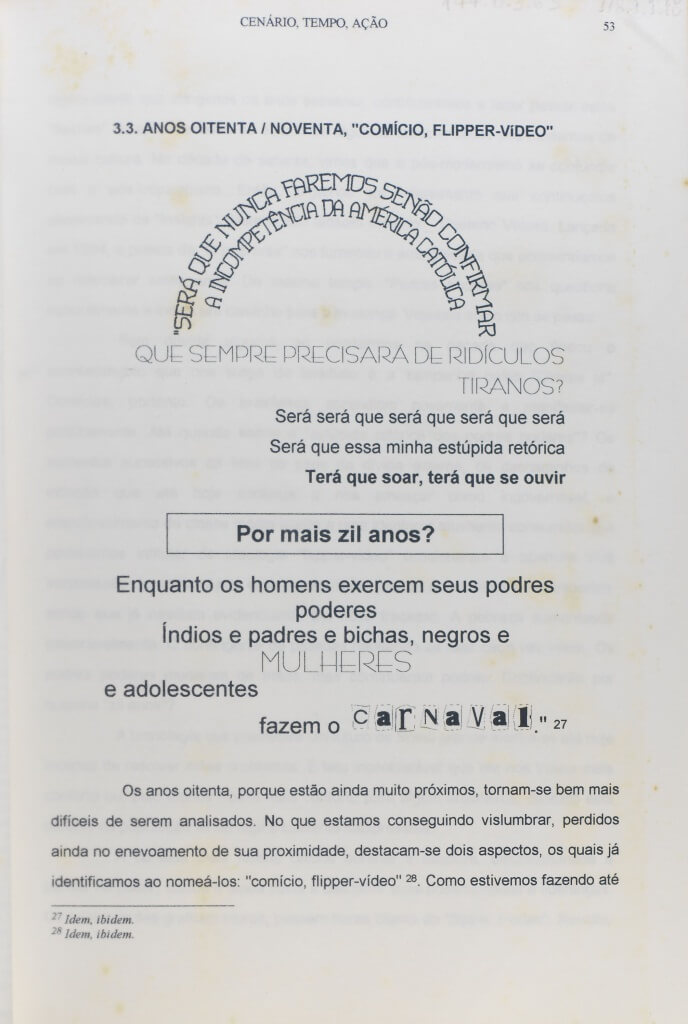 CENÁRIO, TEMPO, AÇÃO
53
3.3. ANOS OITENTA / NOVENTA, "COMÍCIO, FLIPPER-VíDEO"
"SERÁ QUE NUNCA FAREMOS SENÃO CONFIRMAR
A INCOMPETÊNCIA DA AMERICA CATÓLICA
QUE SEMPRE PRECISARÁ DE RIDÍCULOS
TIRANOS?
Será será que será que será que será
Será que essa minha estúpida retórica
Terá que soar, terá que se ouvir
Por mais zil anos?
Enquanto os homens exercem seus podres
poderes
Índios e padres e bichas, negros e
MULHERES
e adolescentes
fazem o CarNaVal." 27
Os anos oitenta, porque estão ainda muito próximos, tornam-se bem mais
difíceis de serem analisados. No que estamos conseguindo vislumbrar, perdidos
ainda no enevoamento de sua proximidade, destacam-se dois aspectos, os quais já
identificamos ao nomeá-los: "comício, flipper-vídeo" 28. Como estivemos fazendo até
27 Idem, ibidem.
28 Idem, ibidem.